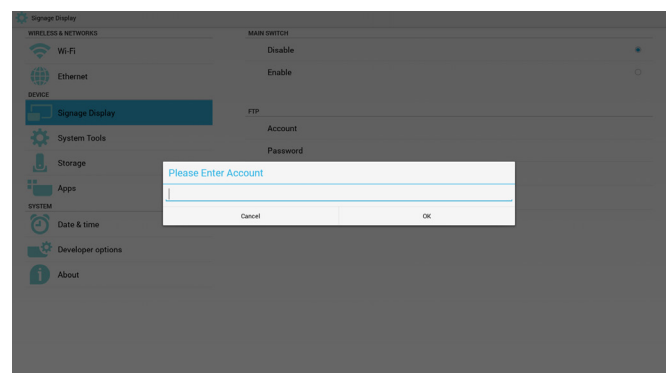 Signage Display
WIRELESS & NETWORKS
Wi-Fi
Ethernet
DEVICE
Signage Display
System Tools
Storage
Apps
SYSTEM
Date & time
Developer options
About
MAIN SWITCH
Disable
Enable
FTP
Account
Password
Please Enter Account
Cancel
OK